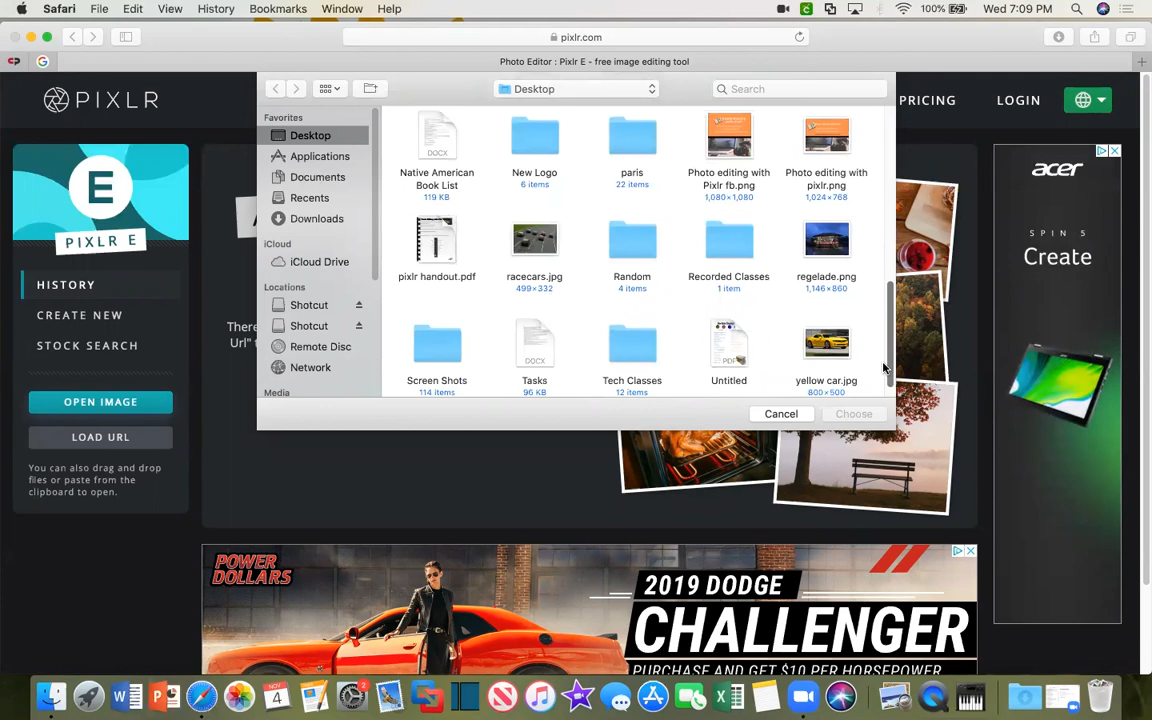 Safari File Edit View History Bookmarks Window Help 100% Wed 7:09 PM
pixlr.com
Photo Editor : Pixlr E - free image editing tool
PIXLR PRICING LOGIN
Desktop Search
Favorites
Desktop
Applications
Documents
Recents
Downloads
iCloud
iCloud Drive
Locations
Shotcut
Shotcut
Remote Disc
Network
Media
DOCX
Native American
Book List
119 KB
New Logo
6 items
paris
22 items
Photo editing with
Pixlr fb.png
1,080×1,080
Photo editing with
pixlr.png
1,024×768
pixlr handout.pdf
racecars.jpg
499×332
Random
4 items
Recorded Classes
1 item
regelade.png
1,146×860
Screen Shots
114 items
DOCX
Tasks
96 KB
Tech Classes
12 items
PDF
Untitled
yellow car.jpg
800×500
Cancel Choose
E
PIXLR E
HISTORY
CREATE NEW
STOCK SEARCH
OPEN IMAGE
LOAD URL
You can also drag and drop
files or paste from the
clipboard to open.
A
There
Url" t
acer
SPIN 5
Create
POWER
DOLLARS
2019 DODGE
CHALLENGER
PURCHASE AND GET $10 PER HORSEPOWER
NOV
4
2